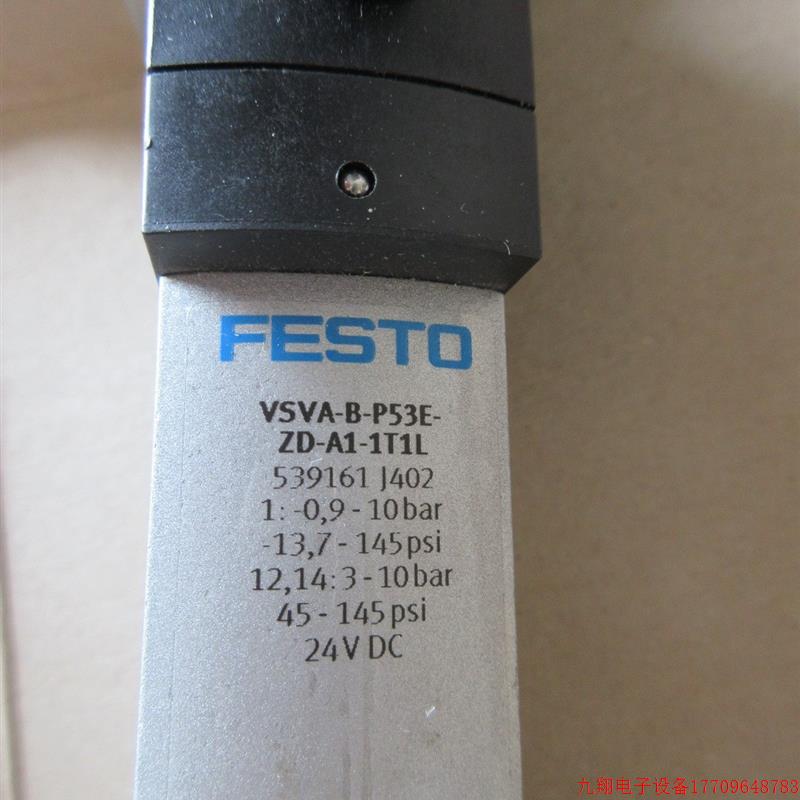 FESTO
VSVA-B-P53E-
ZD-A1-1T1L
539161 J402
1: -0,9 - 10 bar
-13,7 - 145 psi
12,14: 3 - 10 bar
45 - 145 psi
24V DC
九翔电子设备17709648783